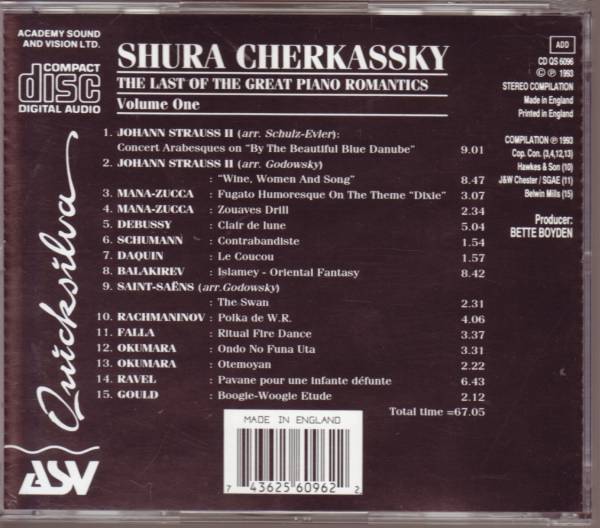 ACADEMY SOUND
AND VISION LTD.
COMPACT
disc
DIGITAL AUDIO
SHURA CHERKASSKY
THE LAST OF THE GREAT PIANO ROMANTICS
Volume One
ADD
CD QS 6096
© ℗ 1993
STEREO COMPILATION
Made in England
Printed in England
COMPILATION ℗ 1993
Cop. Con. (3,4,12,13)
Hawkes & Son (10)
J&W Chester / SGAE (11)
Belwin Mills (15)
Producer:
BETTE BOYDEN
1. JOHANN STRAUSS II (arr. Schulz-Evler):
Concert Arabesques on "By The Beautiful Blue Danube" 9.01
2. JOHANN STRAUSS II (arr. Godowsky)
: "Wine, Women And Song" 8.47
3. MANA-ZUCCA : Fugato Humoresque On The Theme "Dixie" 3.07
4. MANA-ZUCCA : Zouaves Drill 2.34
5. DEBUSSY : Clair de lune 5.04
6. SCHUMANN : Contrabandiste 1.54
7. DAQUIN : Le Coucou 1.57
8. BALAKIREV : Islamey - Oriental Fantasy 8.42
9. SAINT-SAËNS (arr.Godowsky)
: The Swan 2.31
10. RACHMANINOV : Polka de W.R. 4.06
11. FALLA : Ritual Fire Dance 3.37
12. OKUMARA : Ondo No Funa Uta 3.31
13. OKUMARA : Otemoyan 2.22
14. RAVEL : Pavane pour une infante défunte 6.43
15. GOULD : Boogie-Woogie Etude 2.12
Total time =67.05
Quicksilva
ASV
MADE IN ENGLAND
7 43625 60962 2